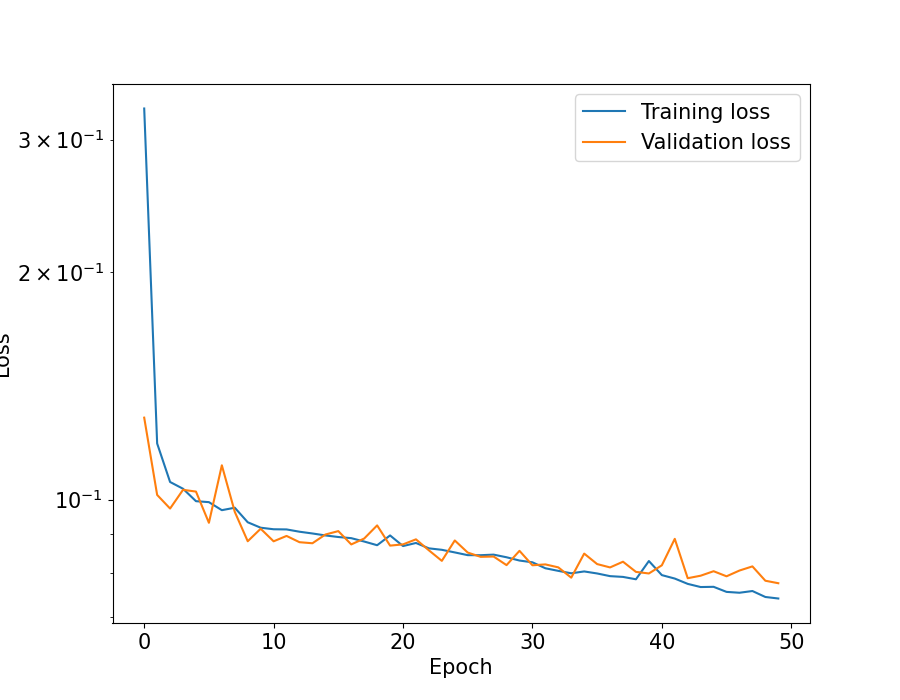 Training loss
Validation loss
3 × 10⁻¹
2 × 10⁻¹
10⁻¹
Loss
0 10 20 30 40 50
Epoch